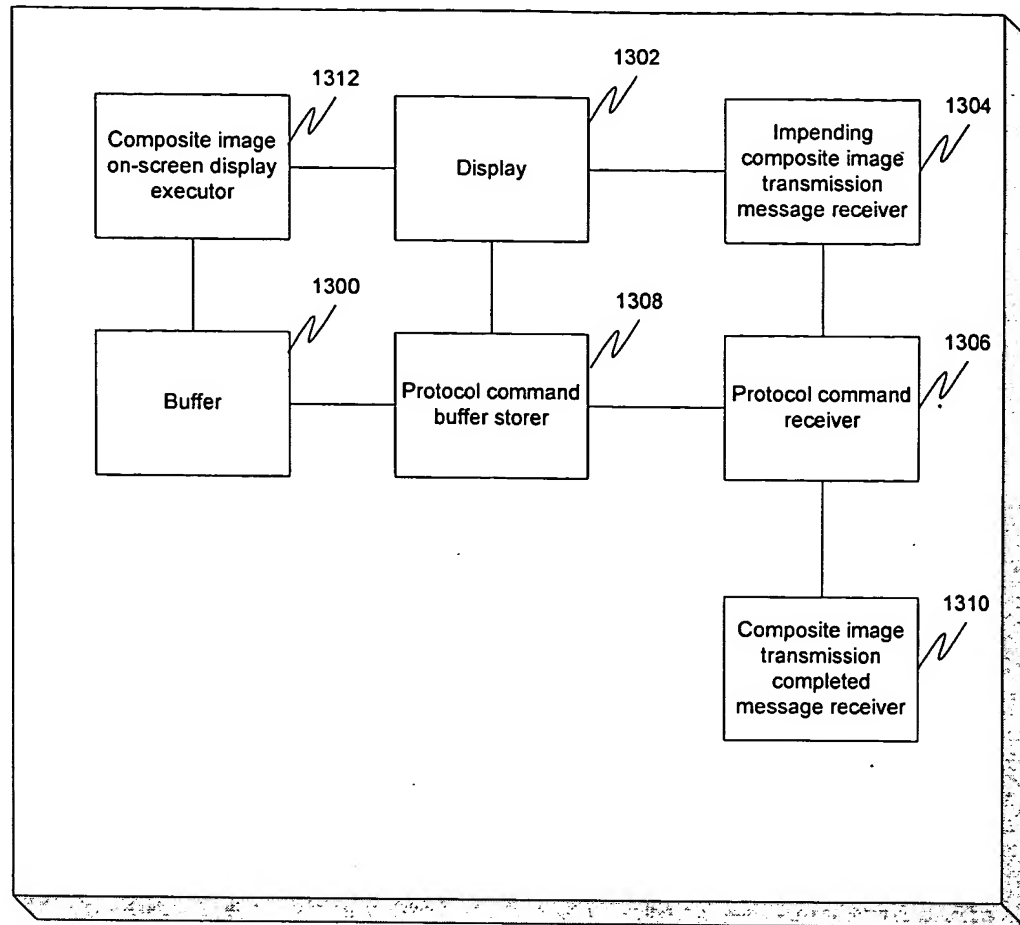 1312
Composite image
on-screen display
executor
1302
Display
1304
Impending
composite image
transmission
message receiver
1300
Buffer
1308
Protocol command
buffer storer
1306
Protocol command
receiver
1310
Composite image
transmission
completed
message receiver